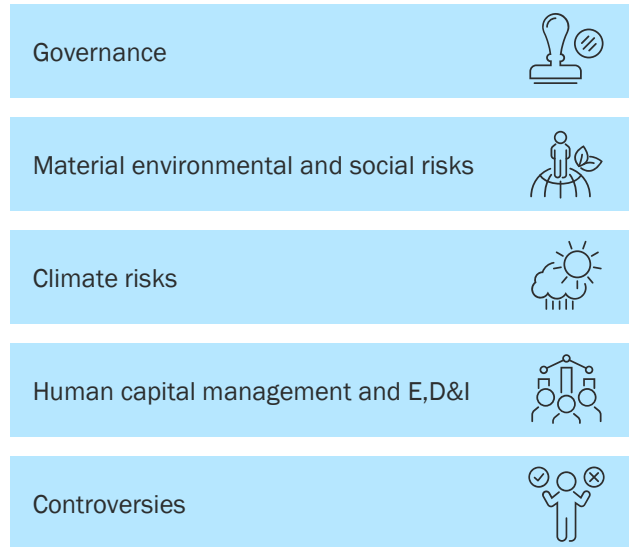 Governance
Material environmental and social risks
Climate risks
Human capital management and E,D&I
Controversies